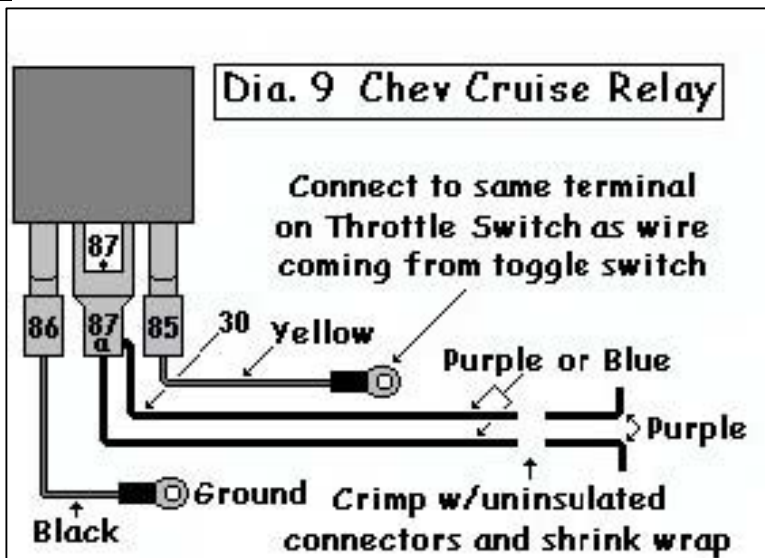 Dia. 9 Chev Cruise Relay
Connect to same terminal
on Throttle Switch as wire
coming from toggle switch
87
86
87
a
85
30
Yellow
Purple or Blue
Purple
Ground
Black
Crimp w/uninsulated
connectors and shrink wrap